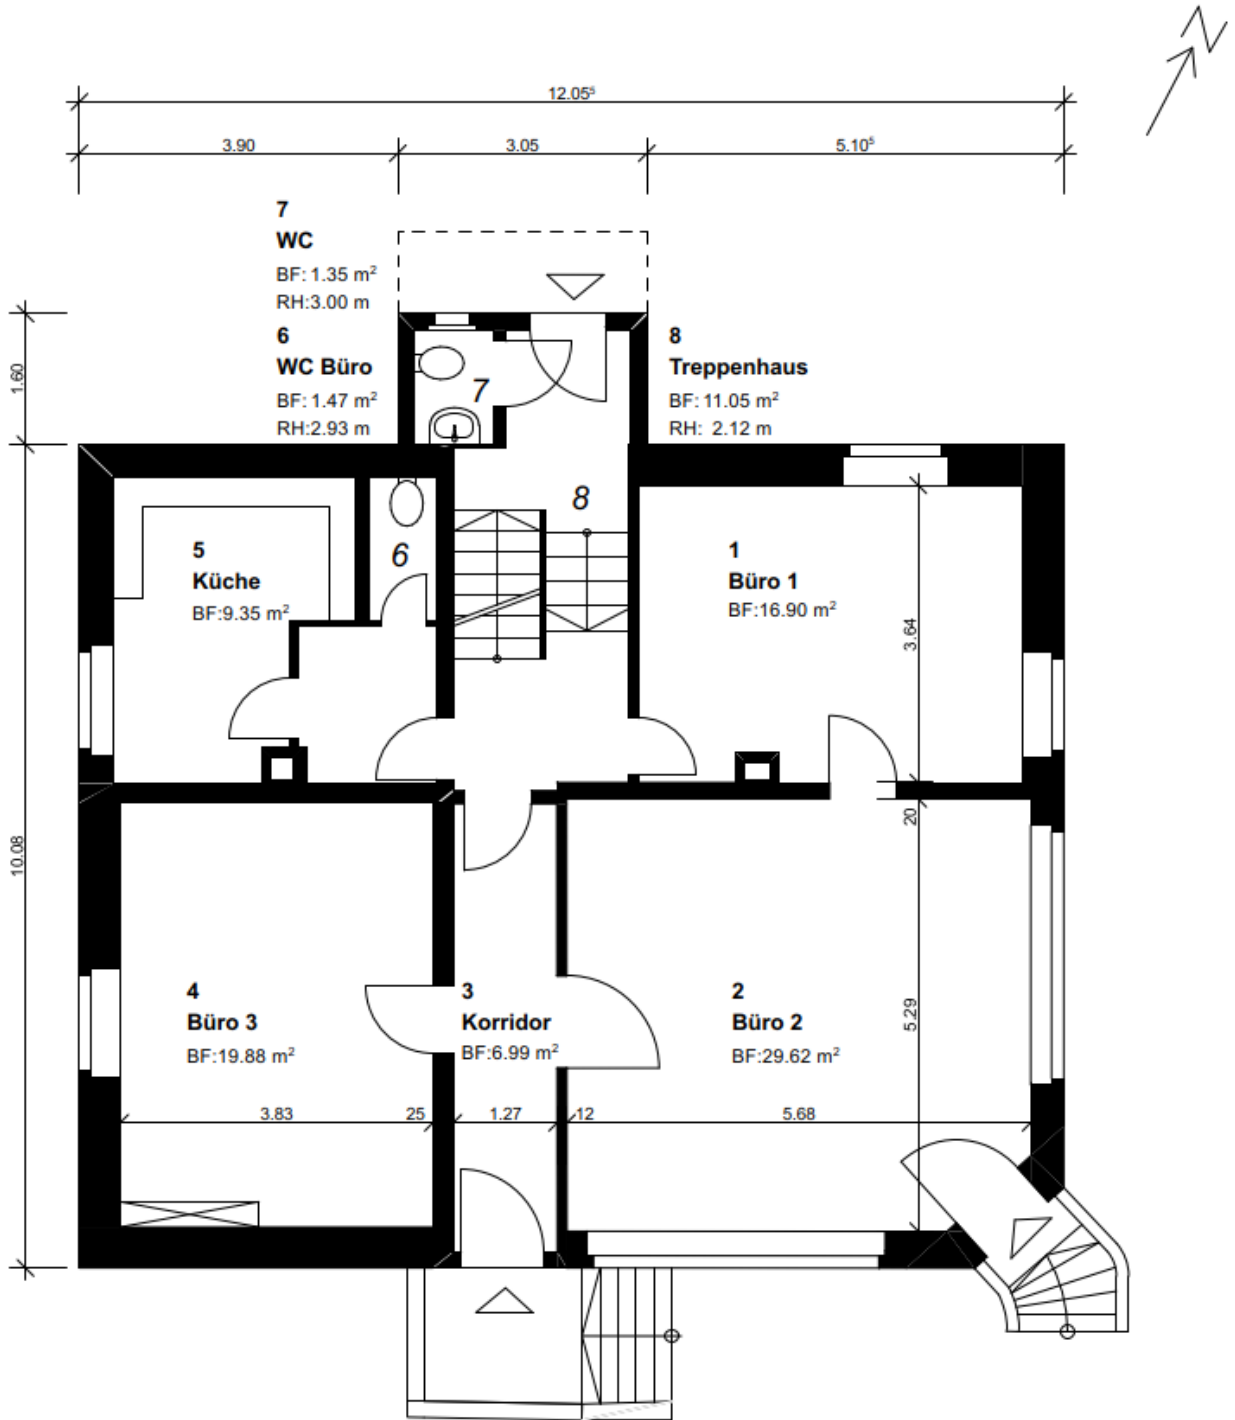 N
12.05⁵
3.90
3.05
5.10⁵
7
WC
BF: 1.35 m²
RH:3.00 m
6
WC Büro
BF: 1.47 m²
RH:2.93 m
8
Treppenhaus
BF: 11.05 m²
RH: 2.12 m
1.60
7
8
6
5
Küche
BF:9.35 m²
1
Büro 1
BF:16.90 m²
3.64
20
10.08
4
Büro 3
BF:19.88 m²
3
Korridor
BF:6.99 m²
2
Büro 2
BF:29.62 m²
5.29
3.83
25
1.27
12
5.68